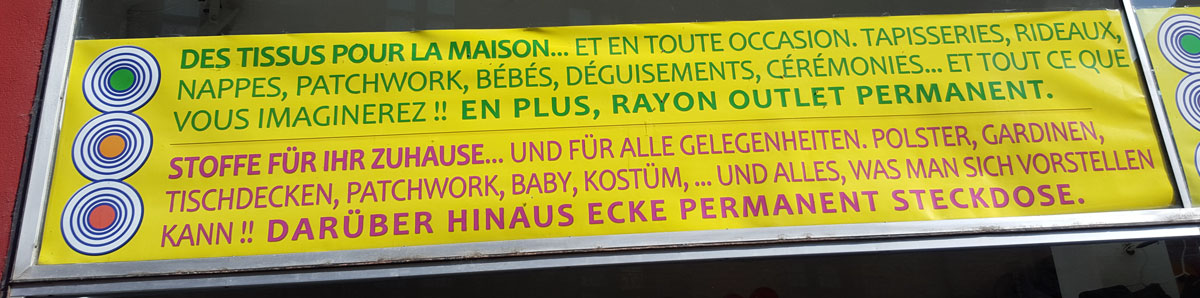 DES TISSUS POUR LA MAISON... ET EN TOUTE OCCASION. TAPISSERIES, RIDEAUX,
NAPPES, PATCHWORK, BÉBÉS, DÉGUISEMENTS, CÉRÉMONIES... ET TOUT CE QUE
VOUS IMAGINEREZ !! EN PLUS, RAYON OUTLET PERMANENT.
STOFFE FÜR IHR ZUHAUSE... UND FÜR ALLE GELEGENHEITEN. POLSTER, GARDINEN,
TISCHDECKEN, PATCHWORK, BABY, KOSTÜM, ... UND ALLES, WAS MAN SICH VORSTELLEN
KANN !! DARÜBER HINAUS ECKE PERMANENT STECKDOSE.